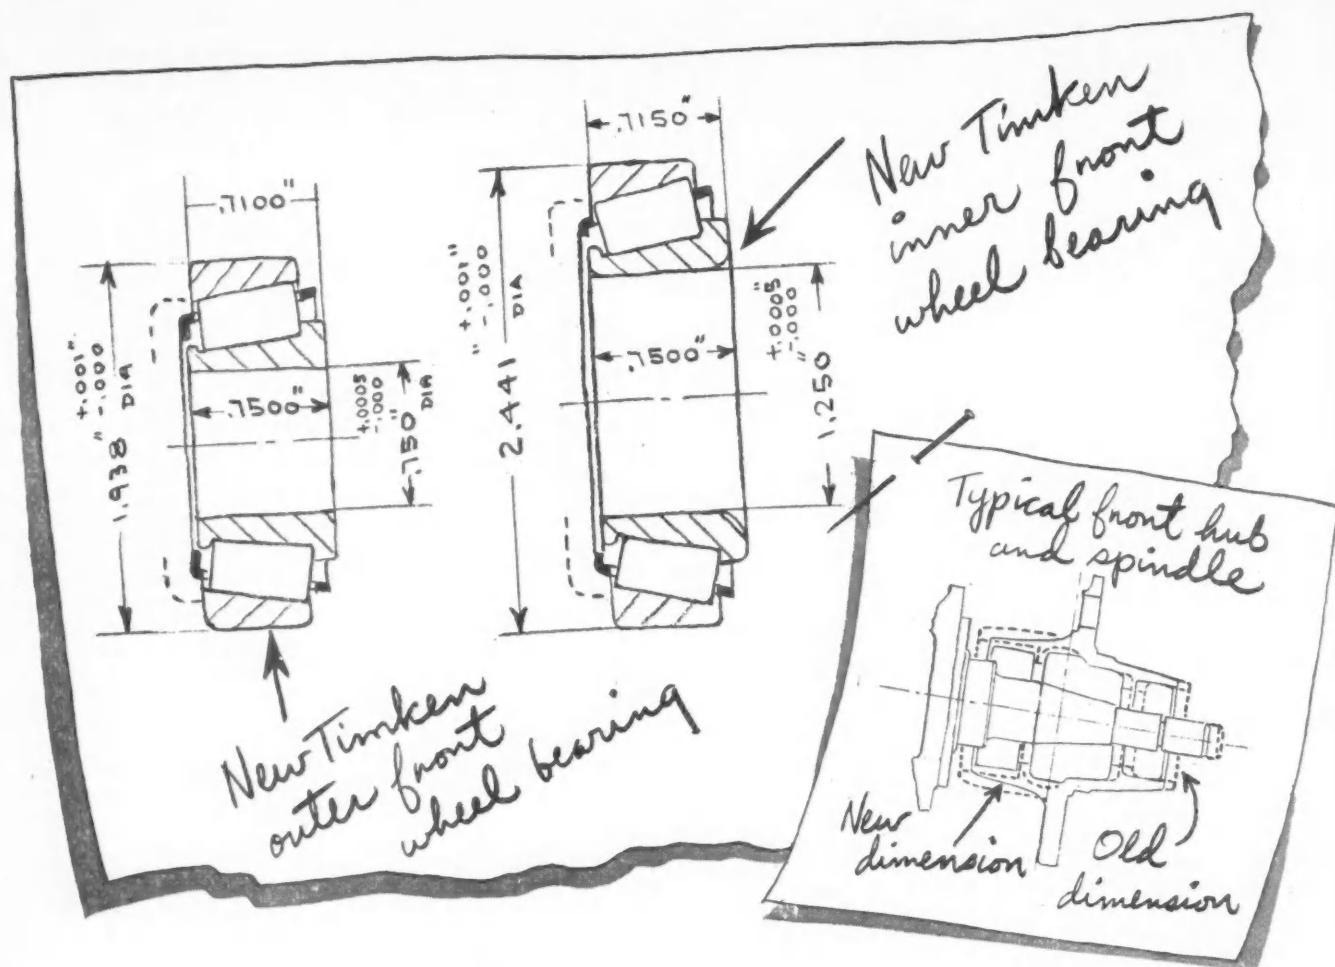 .7100"
1.938" +.001" -.000 DIA
.7500"
.750" +.0005 -.000 DIA
New Timken
outer front
wheel bearing
.7150"
2.441" +.001" -.000 DIA
.7500"
1.250" +.0005 -.000
New Timken
inner front
wheel bearing
Typical front hub
and spindle
New
dimension
Old
dimension